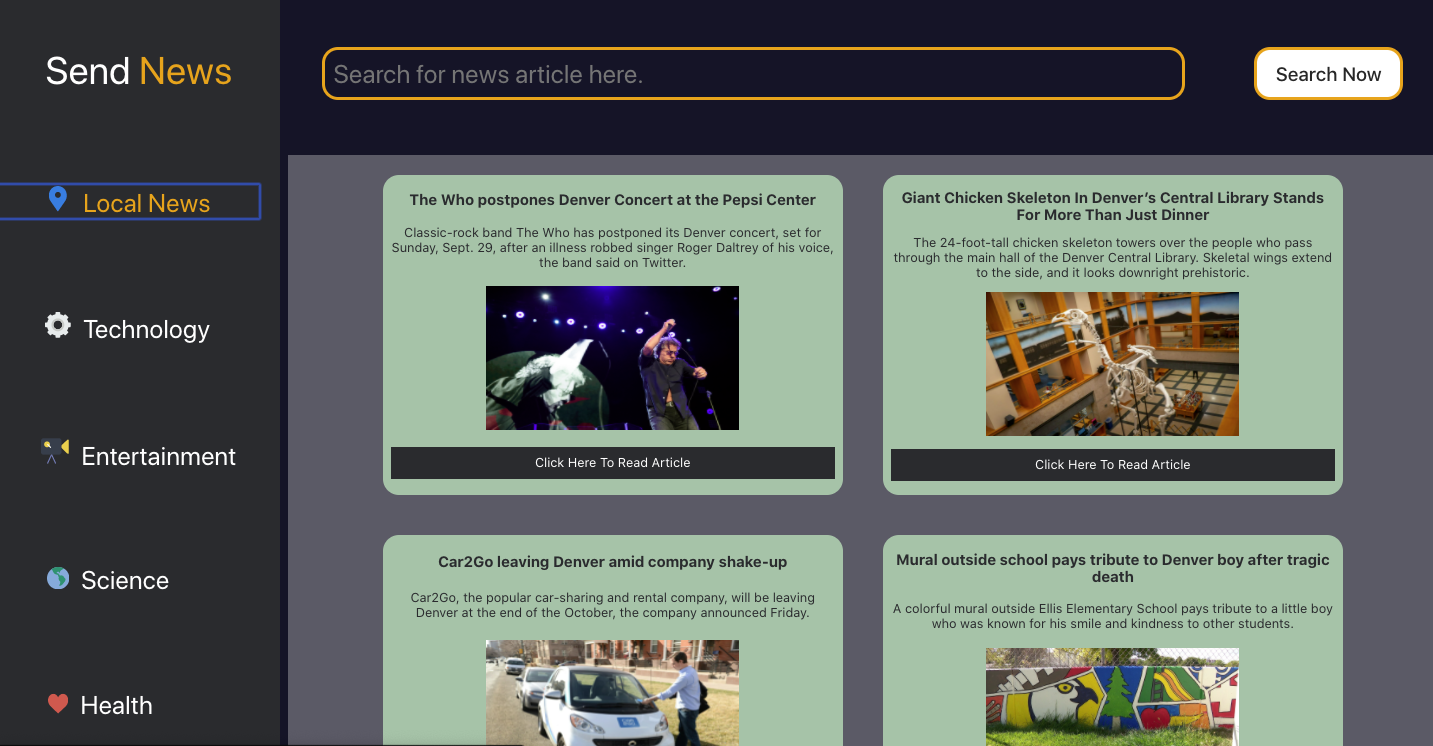 Send News
Search for news article here.
Search Now
Local News
Technology
Entertainment
Science
Health
The Who postpones Denver Concert at the Pepsi Center
Classic-rock band The Who has postponed its Denver concert, set for
Sunday, Sept. 29, after an illness robbed singer Roger Daltrey of his voice,
the band said on Twitter.
Click Here To Read Article
Giant Chicken Skeleton In Denver’s Central Library Stands
For More Than Just Dinner
The 24-foot-tall chicken skeleton towers over the people who pass
through the main hall of the Denver Central Library. Skeletal wings extend
to the side, and it looks downright prehistoric.
Click Here To Read Article
Car2Go leaving Denver amid company shake-up
Car2Go, the popular car-sharing and rental company, will be leaving
Denver at the end of the October, the company announced Friday.
Mural outside school pays tribute to Denver boy after tragic
death
A colorful mural outside Ellis Elementary School pays tribute to a little boy
who was known for his smile and kindness to other students.